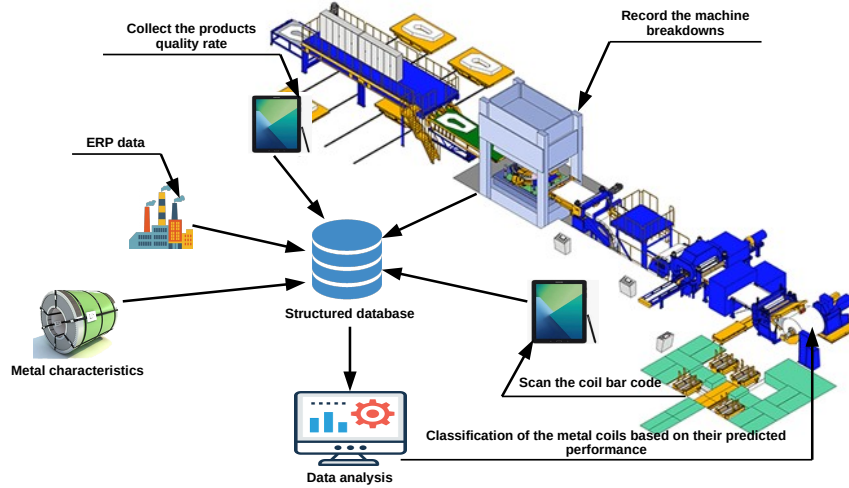 Collect the products
quality rate
Record the machine
breakdowns
ERP data
Structured database
Metal characteristics
Scan the coil bar code
Classification of the metal coils based on their predicted
performance
Data analysis